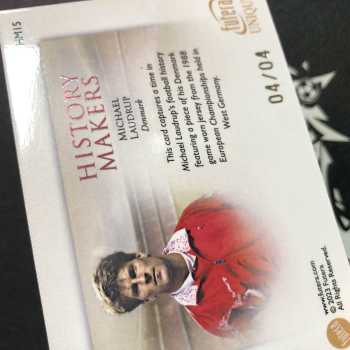 HM15
futera
UNIQUE
HISTORY
MAKERS
MICHAEL
LAUDRUP
Denmark
04/04
This card captures a time in
Michael Laudrup's football history
featuring a piece of his Denmark
game worn jersey from the 1988
European Championships held in
West Germany.
www.futera.com
© 2023 Futera
All Rights Reserved.
futera